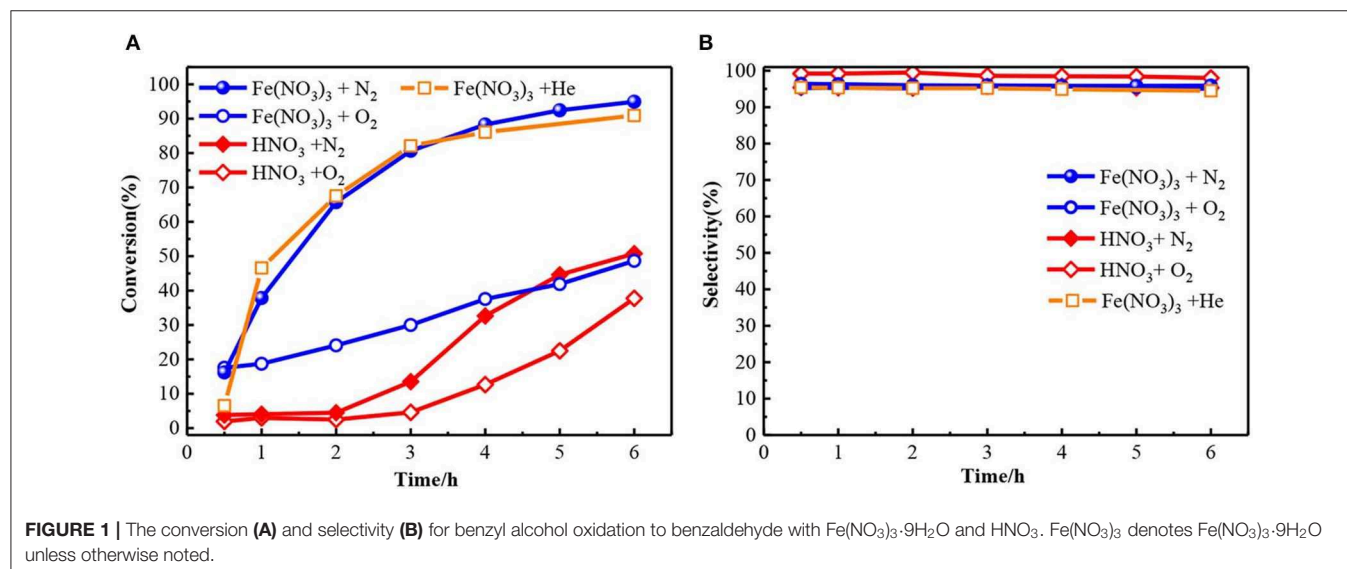 A
100
90
80
70
60
50
40
30
20
10
0
Conversion(%)
Fe(NO₃)₃ + N₂
Fe(NO₃)₃ +He
Fe(NO₃)₃ + O₂
HNO₃ +N₂
HNO₃ +O₂
0 1 2 3 4 5 6
Time/h
B
100
90
80
70
60
50
40
30
20
10
0
Selectivity(%)
Fe(NO₃)₃ + N₂
Fe(NO₃)₃ + O₂
HNO₃+ N₂
HNO₃+ O₂
Fe(NO₃)₃ +He
0 1 2 3 4 5 6
Time/h
FIGURE 1 | The conversion (A) and selectivity (B) for benzyl alcohol oxidation to benzaldehyde with Fe(NO₃)₃·9H₂O and HNO₃. Fe(NO₃)₃ denotes Fe(NO₃)₃·9H₂O
unless otherwise noted.